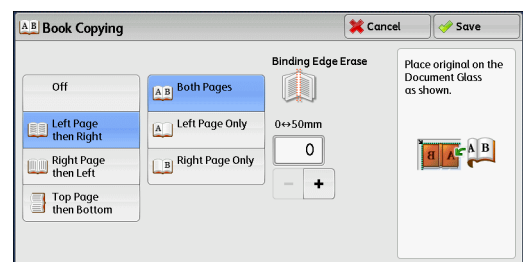 A B Book Copying
Cancel
Save
Off
Left Page
then Right
Right Page
then Left
Top Page
then Bottom
A B Both Pages
A Left Page Only
B Right Page Only
Binding Edge Erase
0↔50mm
0
− +
Place original on the
Document Glass
as shown.
A B
A B